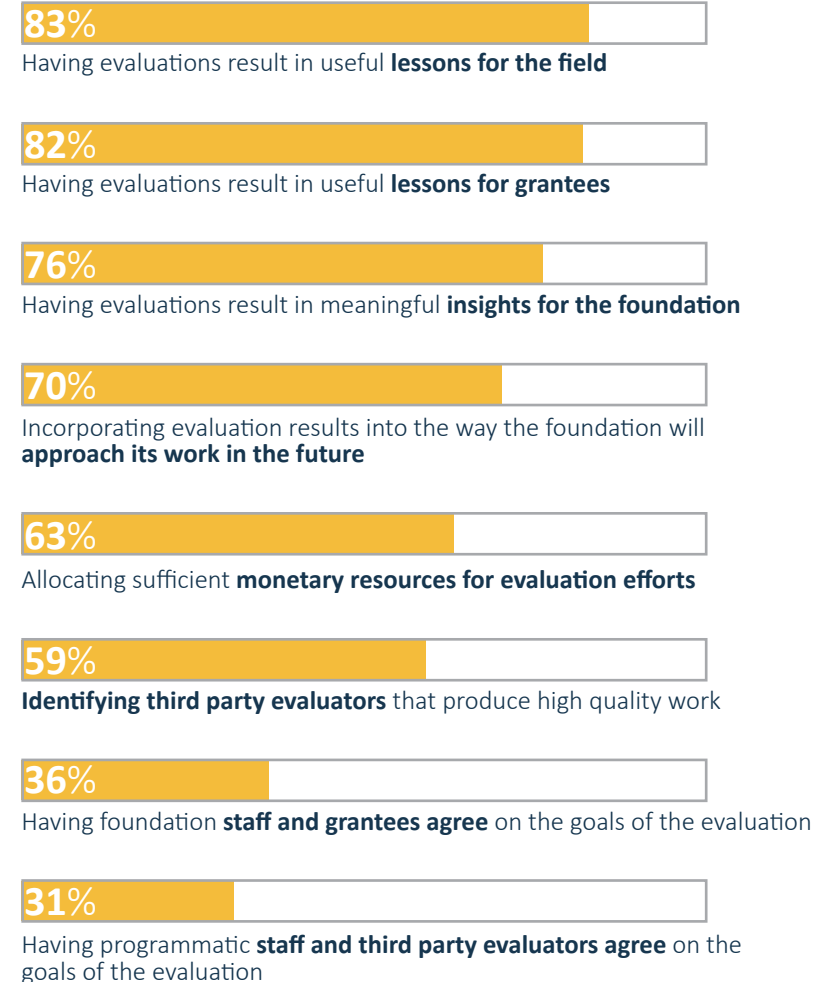 83%
Having evaluations result in useful lessons for the field
82%
Having evaluations result in useful lessons for grantees
76%
Having evaluations result in meaningful insights for the foundation
70%
Incorporating evaluation results into the way the foundation will
approach its work in the future
63%
Allocating sufficient monetary resources for evaluation efforts
59%
Identifying third party evaluators that produce high quality work
36%
Having foundation staff and grantees agree on the goals of the evaluation
31%
Having programmatic staff and third party evaluators agree on the
goals of the evaluation